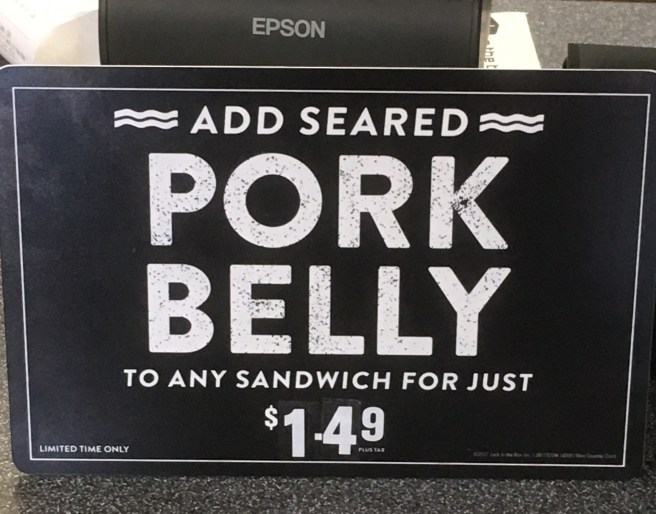 EPSON
ADD SEARED
PORK
BELLY
TO ANY SANDWICH FOR JUST
$1.49
PLUS TAX
LIMITED TIME ONLY